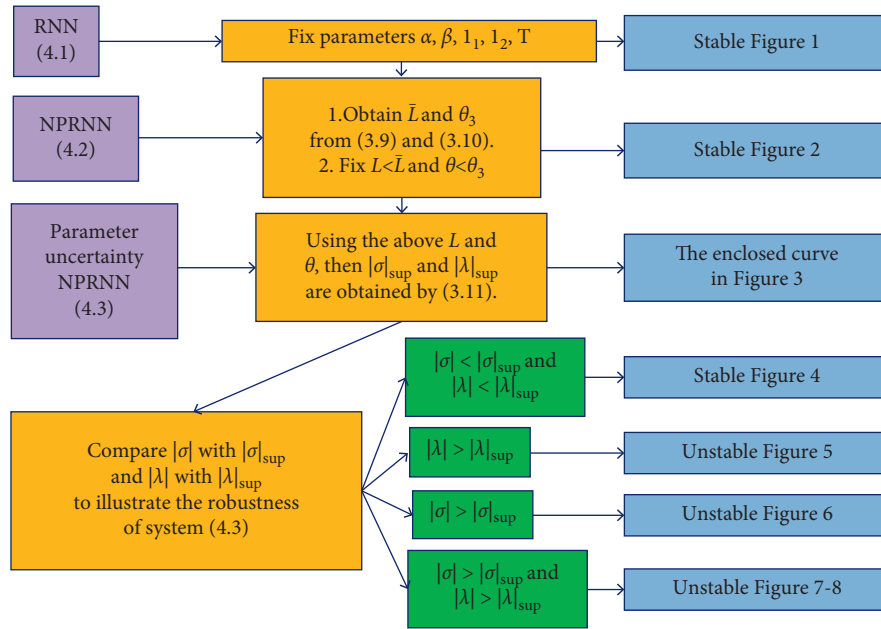 RNN
(4.1)
Fix parameters α, β, 1₁, 1₂, T
Stable Figure 1
NPRNN
(4.2)
1.Obtain L̄ and θ₃
from (3.9) and (3.10).
2. Fix L<L̄ and θ<θ₃
Stable Figure 2
Parameter
uncertainty
NPRNN
(4.3)
Using the above L and
θ, then |σ|sup and |λ|sup
are obtained by (3.11).
The enclosed curve
in Figure 3
Compare |σ| with |σ|sup
and |λ| with |λ|sup
to illustrate the robustness
of system (4.3)
|σ| < |σ|sup and
|λ| < |λ|sup
Stable Figure 4
|λ| > |λ|sup
Unstable Figure 5
|σ| > |σ|sup
Unstable Figure 6
|σ| > |σ|sup and
|λ| > |λ|sup
Unstable Figure 7-8